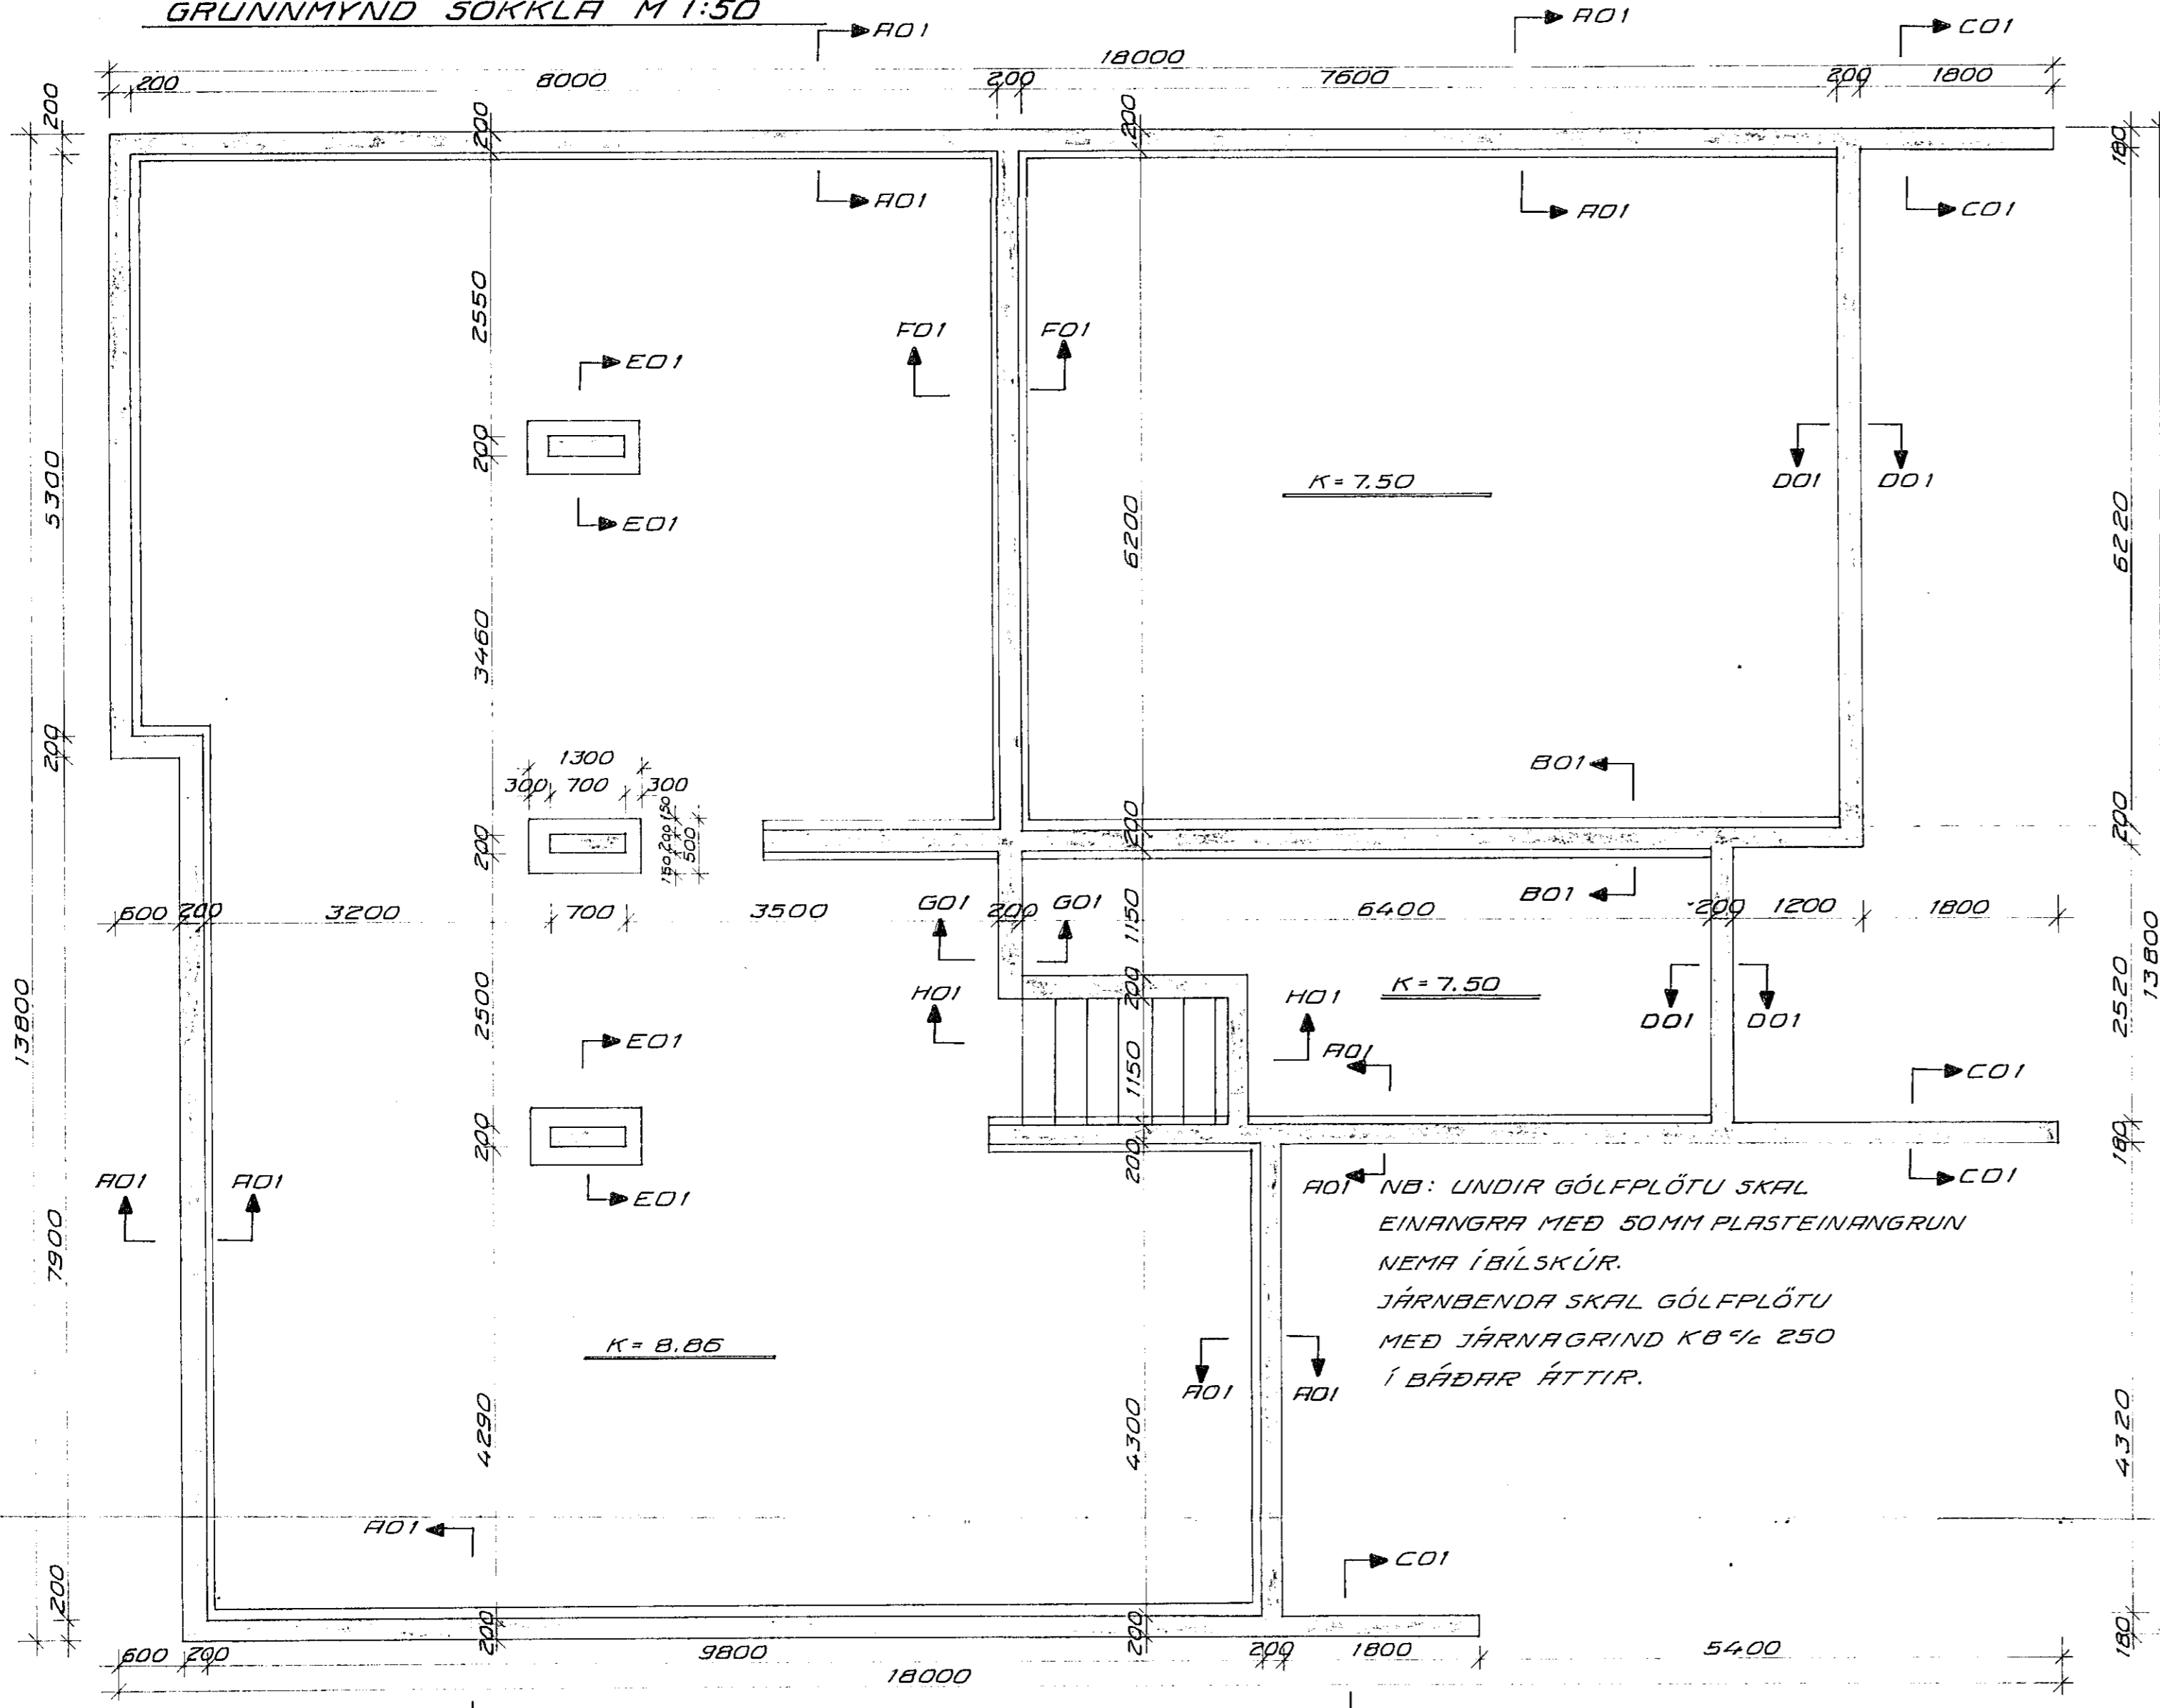 GRUNNMYND SÖKKLA M 1:50
A01
A01
C01
18000
200
8000
200
7600
200
1800
200
200
200
180
A01
A01
C01
2550
F01
F01
E01
200
5300
K = 7.50
D01
D01
E01
6200
6220
3460
200
1300
B01
300
700
300
150
200
150
500
200
200
200
B01
600
200
3200
700
3500
G01
200
G01
1150
6400
200
1200
1800
13800
13800
2500
H01
200
H01
K = 7.50
D01
D01
2520
E01
A01
1150
C01
200
200
180
A01
A01
E01
A01
C01
NB: UNDIR GÓLFPLÖTU SKAL
EINANGRA MEÐ 50MM PLASTEINANGRUN
NEMA Í BÍLSKÚR.
JÁRNBENDA SKAL GÓLFPLÖTU
MEÐ JÁRNAGRIND K8 c/c 250
Í BÁÐAR ÁTTIR.
7900
K = 8.86
A01
A01
4290
4300
4320
A01
C01
200
200
200
180
600
200
9800
200
1800
5400
18000